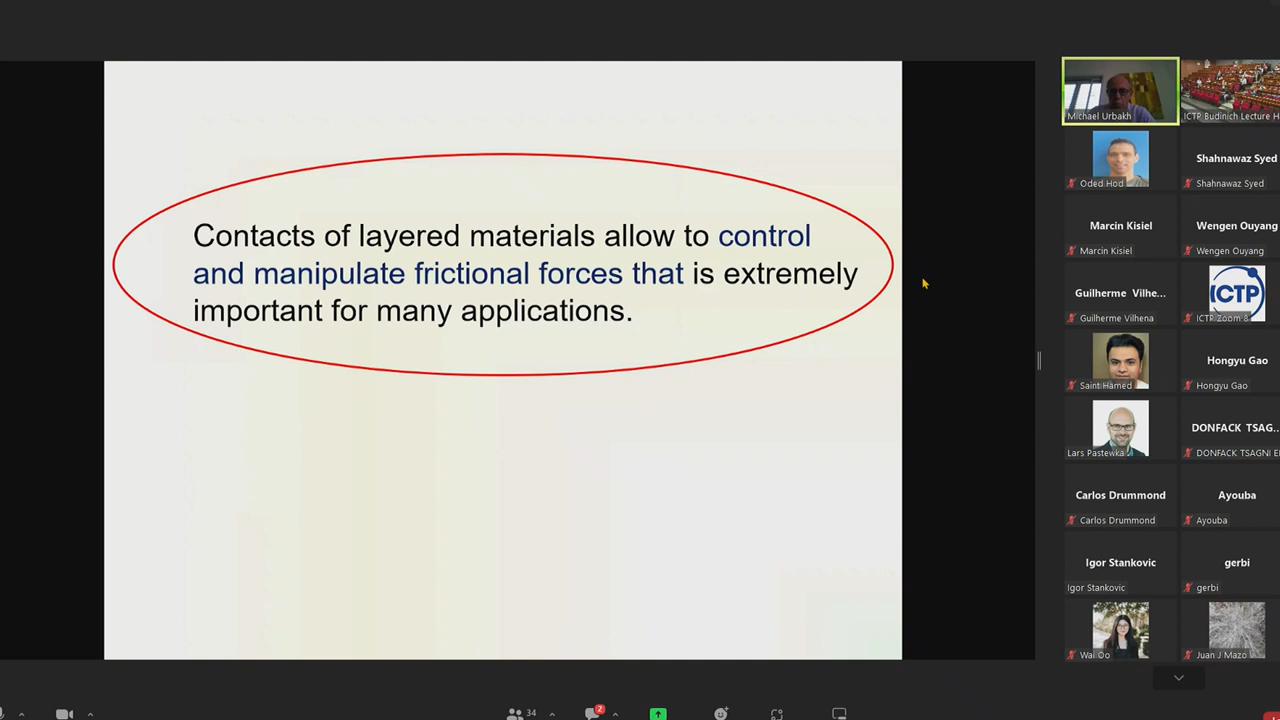 Contacts of layered materials allow to control
and manipulate frictional forces that is extremely
important for many applications.
Michael Urbakh
ICTP Budinich Lecture H
Oded Hod
Shahnawaz Syed
Shahnawaz Syed
Marcin Kisiel
Marcin Kisiel
Wengen Ouyang
Wengen Ouyang
Guilherme Vilhe...
Guilherme Vilhena
ICTP
ICTP Zoom 8
Saint Hamed
Hongyu Gao
Hongyu Gao
Lars Pastewka
DONFACK TSAG...
DONFACK TSAGNI E
Carlos Drummond
Carlos Drummond
Ayouba
Ayouba
Igor Stankovic
Igor Stankovic
gerbi
gerbi
Wai Oo
Juan J Mazo
34
2